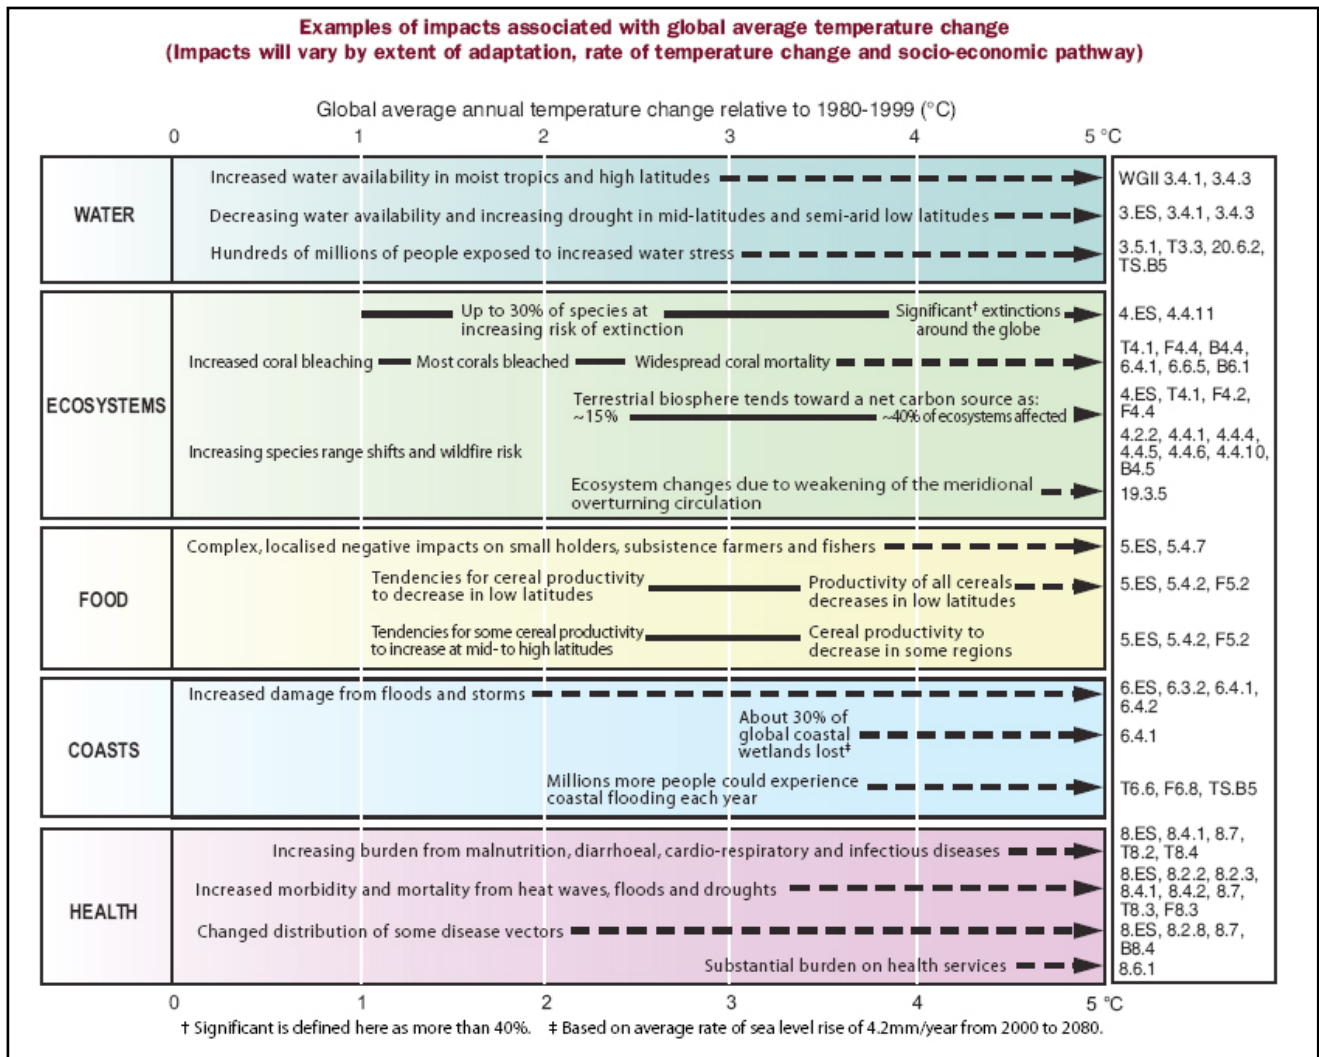 Examples of impacts associated with global average temperature change
(Impacts will vary by extent of adaptation, rate of temperature change and socio-economic pathway)
Global average annual temperature change relative to 1980-1999 (°C)
0 1 2 3 4 5 °C
WATER
Increased water availability in moist tropics and high latitudes
WGII 3.4.1, 3.4.3
Decreasing water availability and increasing drought in mid-latitudes and semi-arid low latitudes
3.ES, 3.4.1, 3.4.3
Hundreds of millions of people exposed to increased water stress
3.5.1, T3.3, 20.6.2,
TS.B5
ECOSYSTEMS
Up to 30% of species at
increasing risk of extinction
Significant† extinctions
around the globe
4.ES, 4.4.11
Increased coral bleaching
Most corals bleached
Widespread coral mortality
T4.1, F4.4, B4.4,
6.4.1, 6.6.5, B6.1
Terrestrial biosphere tends toward a net carbon source as:
~15%
~40% of ecosystems affected
4.ES, T4.1, F4.2,
F4.4
Increasing species range shifts and wildfire risk
4.2.2, 4.4.1, 4.4.4,
4.4.5, 4.4.6, 4.4.10,
B4.5
Ecosystem changes due to weakening of the meridional
overturning circulation
19.3.5
FOOD
Complex, localised negative impacts on small holders, subsistence farmers and fishers
5.ES, 5.4.7
Tendencies for cereal productivity
to decrease in low latitudes
Productivity of all cereals
decreases in low latitudes
5.ES, 5.4.2, F5.2
Tendencies for some cereal productivity
to increase at mid- to high latitudes
Cereal productivity to
decrease in some regions
5.ES, 5.4.2, F5.2
COASTS
Increased damage from floods and storms
6.ES, 6.3.2, 6.4.1,
6.4.2
About 30% of
global coastal
wetlands lost‡
6.4.1
Millions more people could experience
coastal flooding each year
T6.6, F6.8, TS.B5
HEALTH
Increasing burden from malnutrition, diarrhoeal, cardio-respiratory and infectious diseases
8.ES, 8.4.1, 8.7,
T8.2, T8.4
Increased morbidity and mortality from heat waves, floods and droughts
8.ES, 8.2.2, 8.2.3,
8.4.1, 8.4.2, 8.7,
T8.3, F8.3
Changed distribution of some disease vectors
8.ES, 8.2.8, 8.7,
B8.4
Substantial burden on health services
8.6.1
0 1 2 3 4 5 °C
† Significant is defined here as more than 40%. ‡ Based on average rate of sea level rise of 4.2mm/year from 2000 to 2080.